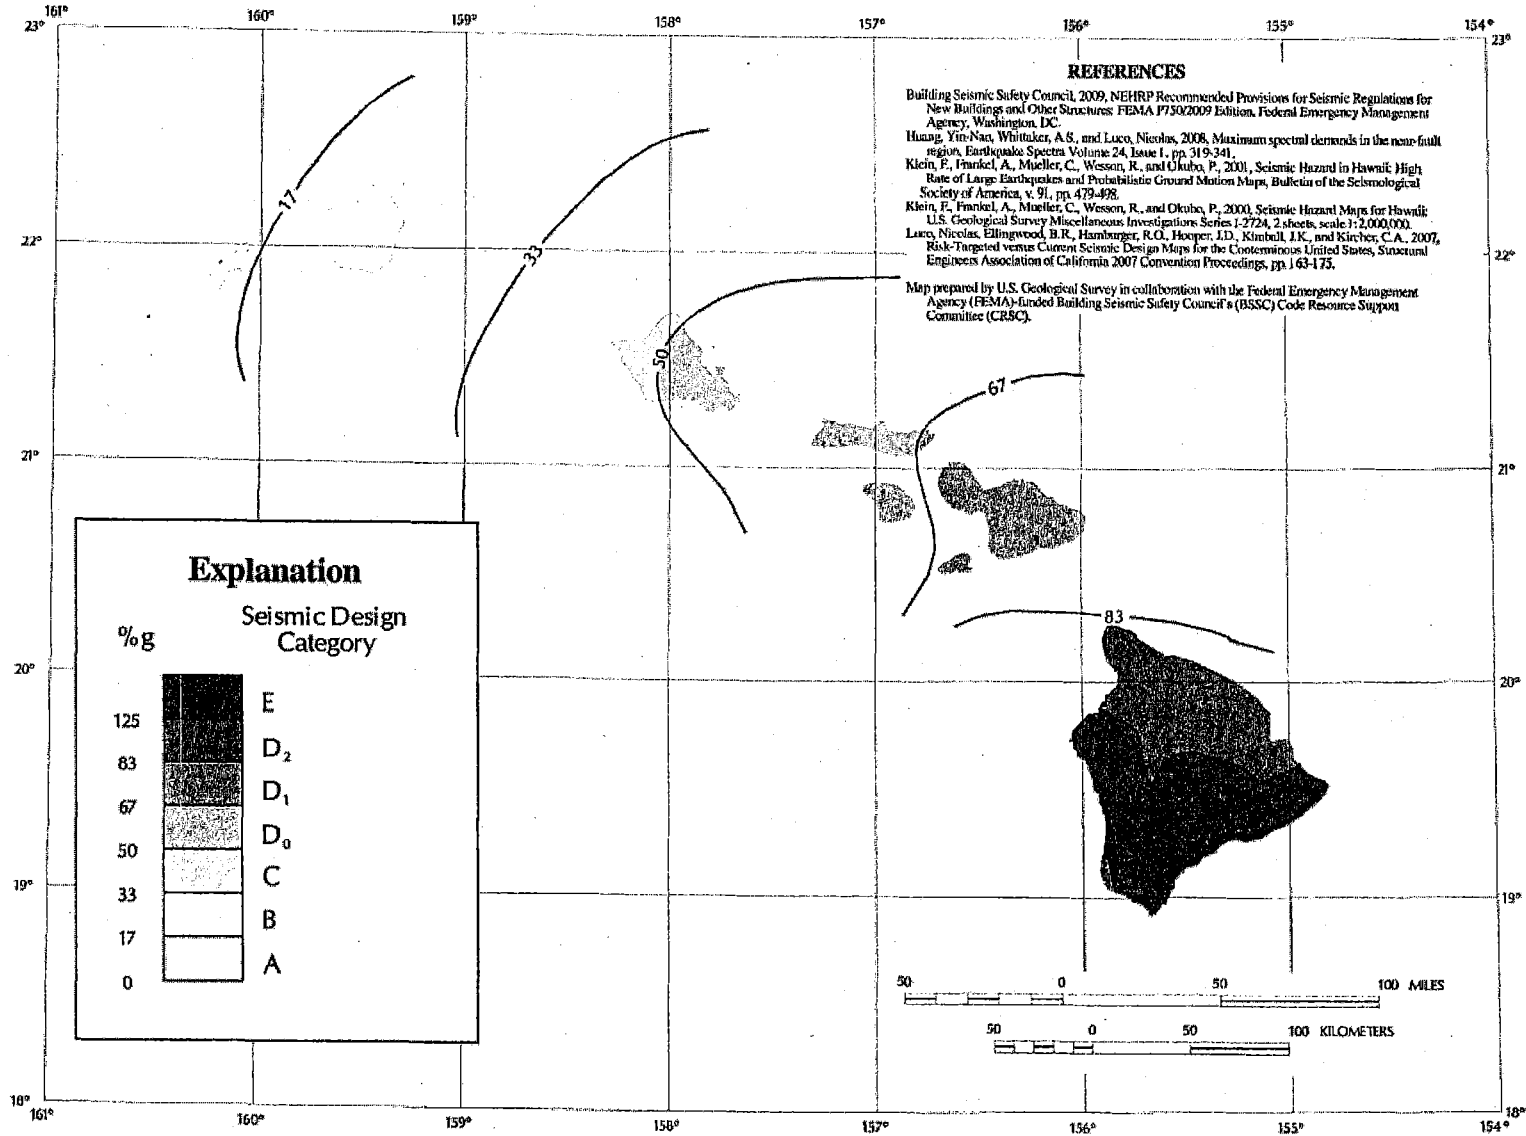 161° 160° 159° 158° 157° 156° 155° 154°
23° 23°
REFERENCES
Building Seismic Safety Council, 2009, NEHRP Recommended Provisions for Seismic Regulations for
New Buildings and Other Structures: FEMA P750/2009 Edition, Federal Emergency Management
Agency, Washington, DC.
Huang, Yin-Nan, Whittaker, A.S., and Luco, Nicolas, 2008, Maximum spectral demands in the near-fault
region, Earthquake Spectra Volume 24, Issue 1, pp. 319-341.
Klein, F., Frankel, A., Mueller, C., Wesson, R., and Okubo, P., 2001, Seismic Hazard in Hawaii: High
Rate of Large Earthquakes and Probabilistic Ground Motion Maps, Bulletin of the Seismological
Society of America, v. 91, pp. 479-498.
Klein, F., Frankel, A., Mueller, C., Wesson, R., and Okubo, P., 2000, Seismic Hazard Maps for Hawaii:
U.S. Geological Survey Miscellaneous Investigations Series I-2724, 2 sheets, scale 1:2,000,000.
Luco, Nicolas, Ellingwood, B.R., Hamburger, R.O., Hooper, J.D., Kimball, J.K., and Kircher, C.A., 2007,
Risk-Targeted versus Current Seismic Design Maps for the Conterminous United States, Structural
Engineers Association of California 2007 Convention Proceedings, pp. 163-175.
Map prepared by U.S. Geological Survey in collaboration with the Federal Emergency Management
Agency (FEMA)-funded Building Seismic Safety Council's (BSSC) Code Resource Support
Committee (CRSC).
17
22° 22°
33
50
67
21° 21°
83
Explanation
Seismic Design
%g Category
20° 20°
E
125
D2
83
D1
67
D0
50
C
19° 19°
33
B
17
A
0
50 0 50 100 MILES
50 0 50 100 KILOMETERS
18° 18°
161° 160° 159° 158° 157° 156° 155° 154°